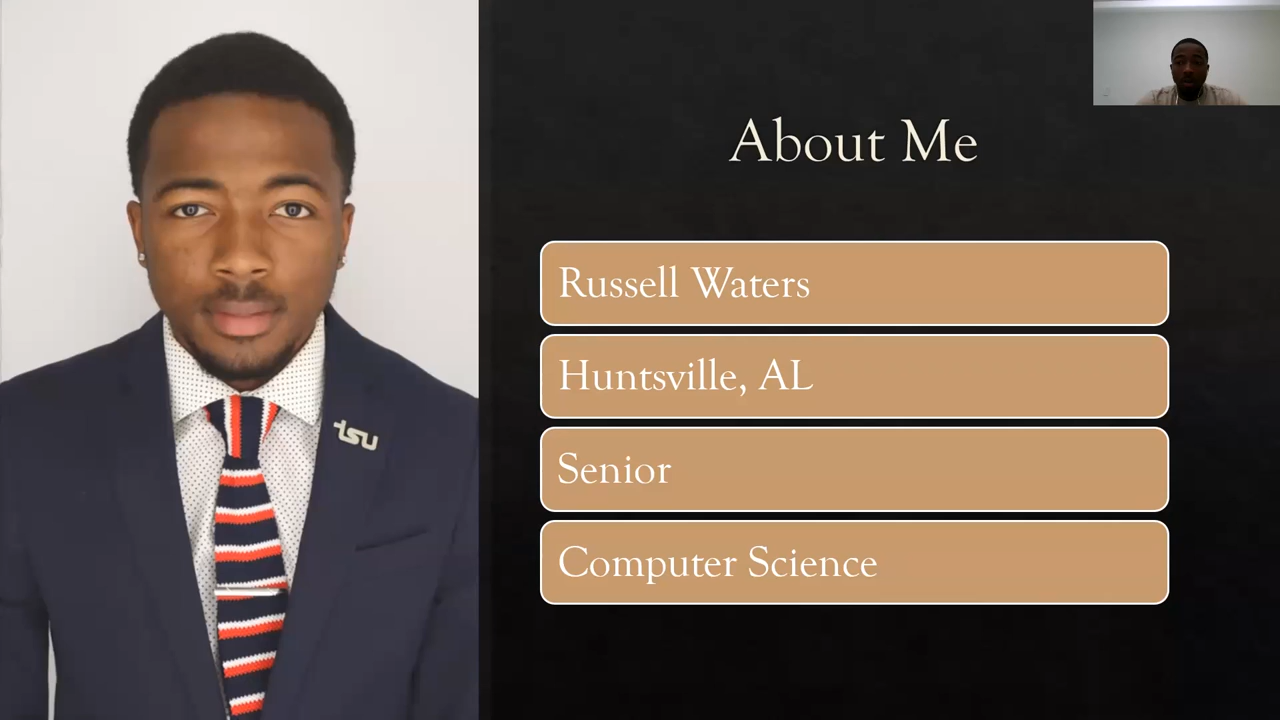 About Me
Russell Waters
Huntsville, AL
Senior
Computer Science
tsu